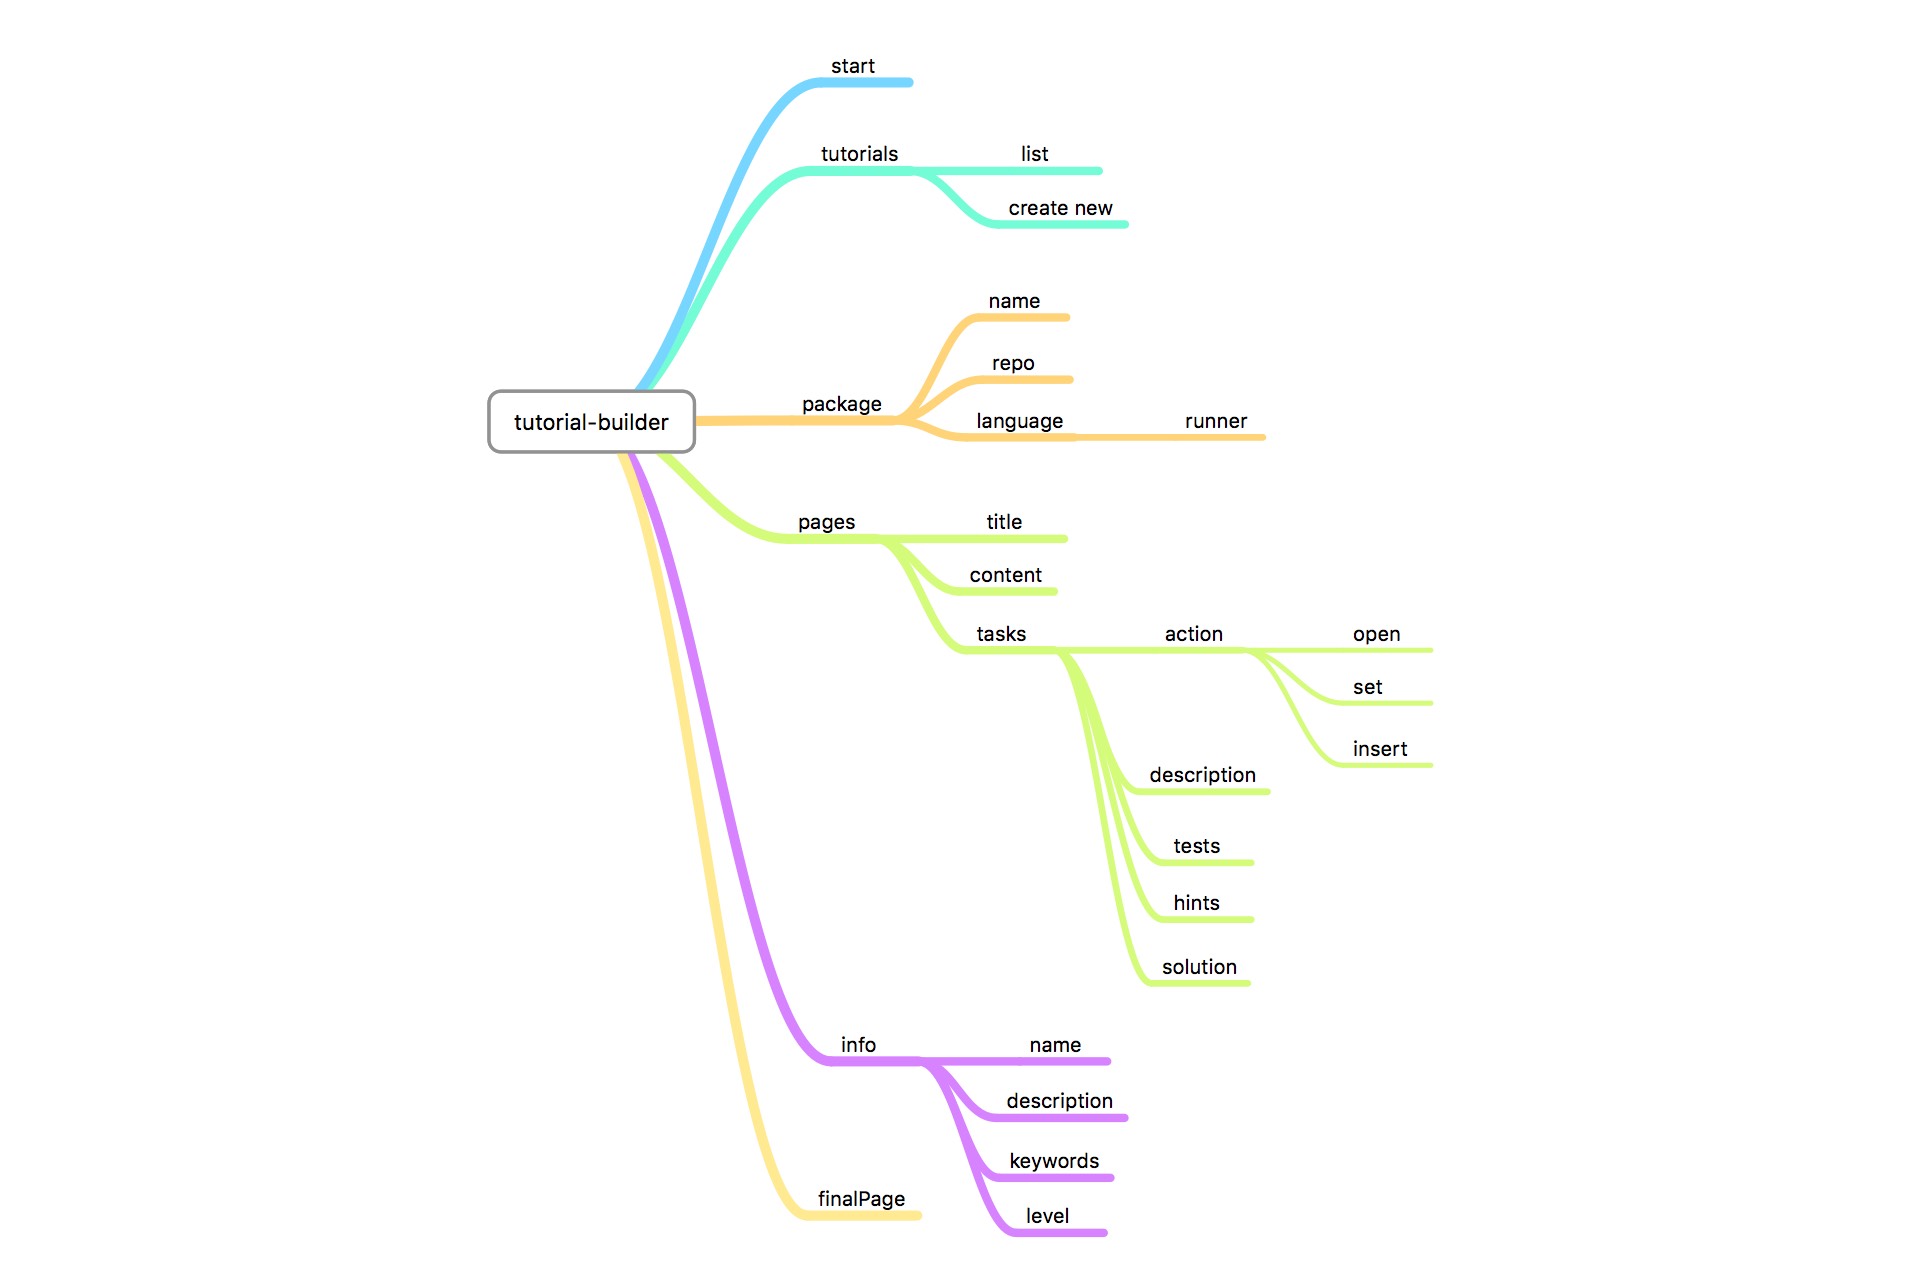 start
tutorials
list
create new
name
repo
package
language
runner
tutorial-builder
pages
title
content
tasks
action
open
set
insert
description
tests
hints
solution
info
name
description
keywords
level
finalPage